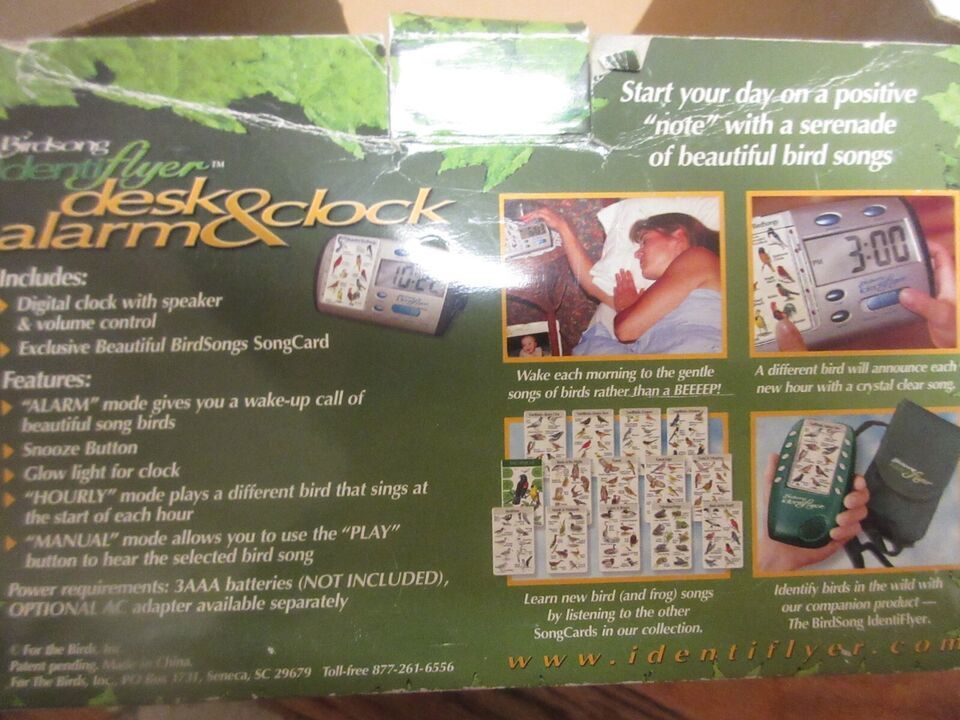 Birdsong
identiflyer™
desk &clock
alarm
Includes:
Digital clock with speaker
& volume control
Exclusive Beautiful BirdSongs SongCard
Features:
"ALARM" mode gives you a wake-up call of
beautiful song birds
Snooze Button
Glow light for clock
"HOURLY" mode plays a different bird that sings at
the start of each hour
"MANUAL" mode allows you to use the "PLAY"
button to hear the selected bird song
Power requirements: 3AAA batteries (NOT INCLUDED),
OPTIONAL AC adapter available separately
© For the Birds, Inc
Patent pending. Made in China.
For The Birds, Inc., PO Box 1731, Seneca, SC 29679 Toll-free 877-261-6556
Start your day on a positive
"note" with a serenade
of beautiful bird songs
PM 3:00
Wake each morning to the gentle
songs of birds rather than a BEEEEP!
A different bird will announce each
new hour with a crystal clear song.
Learn new bird (and frog) songs
by listening to the other
SongCards in our collection.
Identify birds in the wild with
our companion product —
The BirdSong IdentiFlyer.
www.identiflyer.com